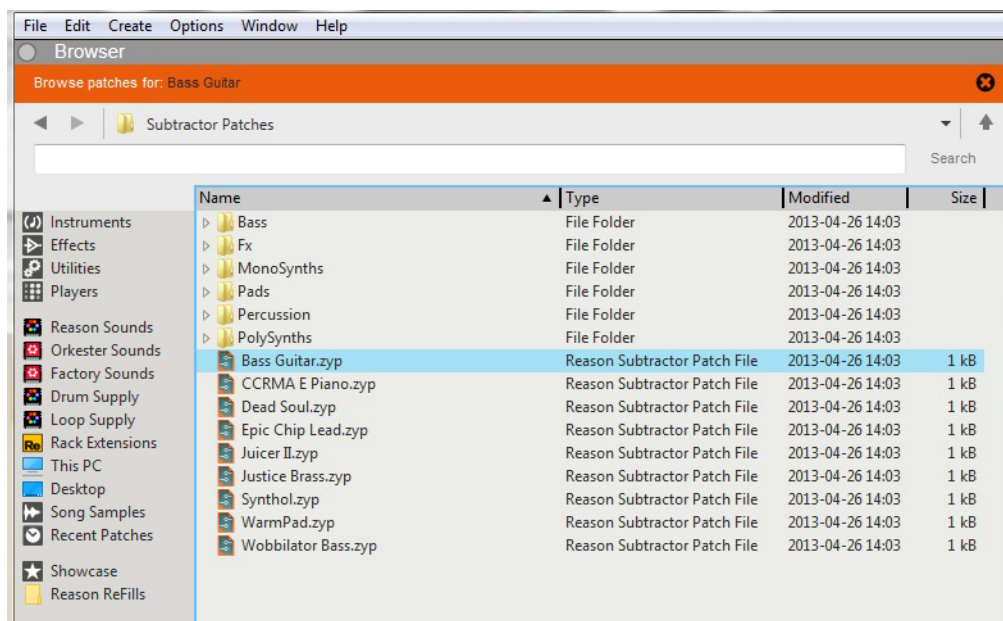 File Edit Create Options Window Help
Browser
Browse patches for: Bass Guitar
Subtractor Patches
Search
Name Type Modified Size
Instruments
Effects
Utilities
Players
Reason Sounds
Orkester Sounds
Factory Sounds
Drum Supply
Loop Supply
Re Rack Extensions
This PC
Desktop
Song Samples
Recent Patches
Showcase
Reason ReFills
Bass File Folder 2013-04-26 14:03
Fx File Folder 2013-04-26 14:03
MonoSynths File Folder 2013-04-26 14:03
Pads File Folder 2013-04-26 14:03
Percussion File Folder 2013-04-26 14:03
PolySynths File Folder 2013-04-26 14:03
Bass Guitar.zyp Reason Subtractor Patch File 2013-04-26 14:03 1 kB
CCRMA E Piano.zyp Reason Subtractor Patch File 2013-04-26 14:03 1 kB
Dead Soul.zyp Reason Subtractor Patch File 2013-04-26 14:03 1 kB
Epic Chip Lead.zyp Reason Subtractor Patch File 2013-04-26 14:03 1 kB
Juicer II.zyp Reason Subtractor Patch File 2013-04-26 14:03 1 kB
Justice Brass.zyp Reason Subtractor Patch File 2013-04-26 14:03 1 kB
Synthol.zyp Reason Subtractor Patch File 2013-04-26 14:03 1 kB
WarmPad.zyp Reason Subtractor Patch File 2013-04-26 14:03 1 kB
Wobbilator Bass.zyp Reason Subtractor Patch File 2013-04-26 14:03 1 kB